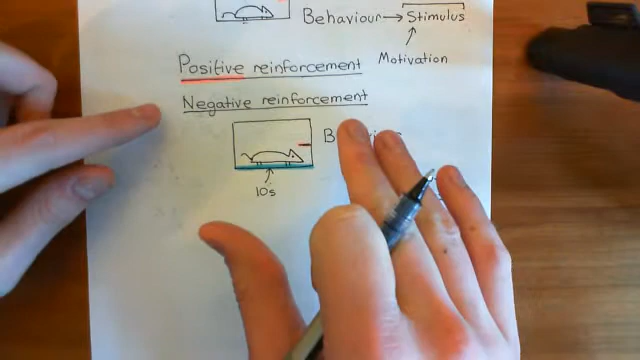 Behaviour → Stimulus
Motivation
Positive reinforcement
Negative reinforcement
10s